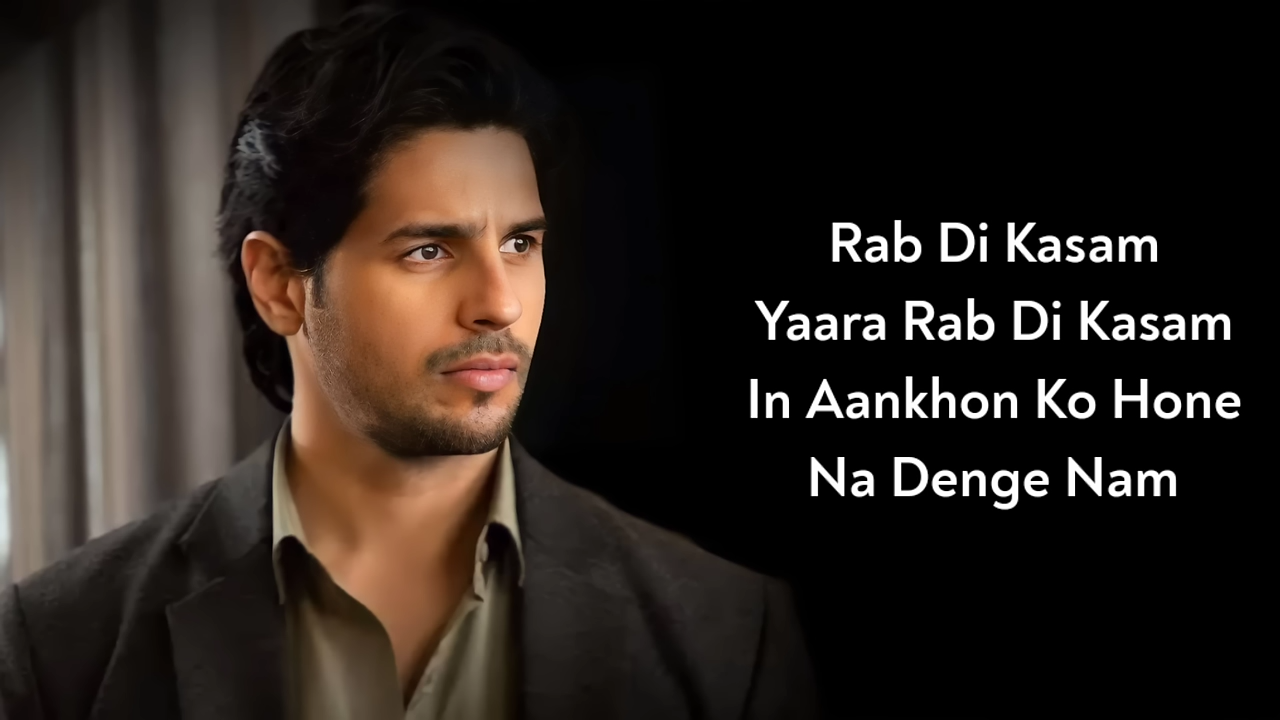 Rab Di Kasam
Yaara Rab Di Kasam
In Aankhon Ko Hone
Na Denge Nam